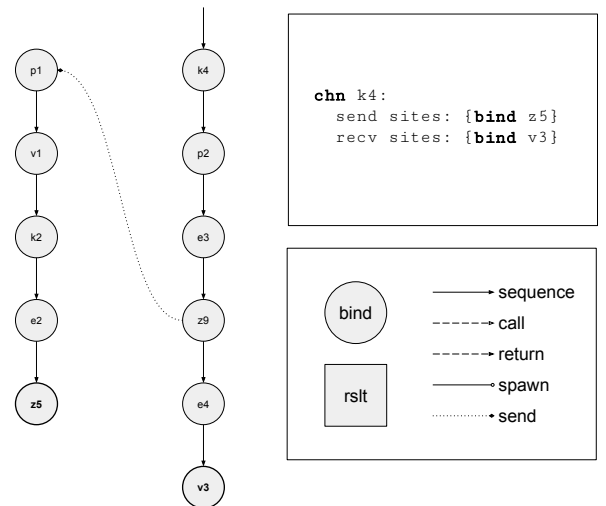 p1
v1
k2
e2
z5
k4
p2
e3
z9
e4
v3
chn k4:
send sites: {bind z5}
recv sites: {bind v3}
bind
rslt
sequence
call
return
spawn
send